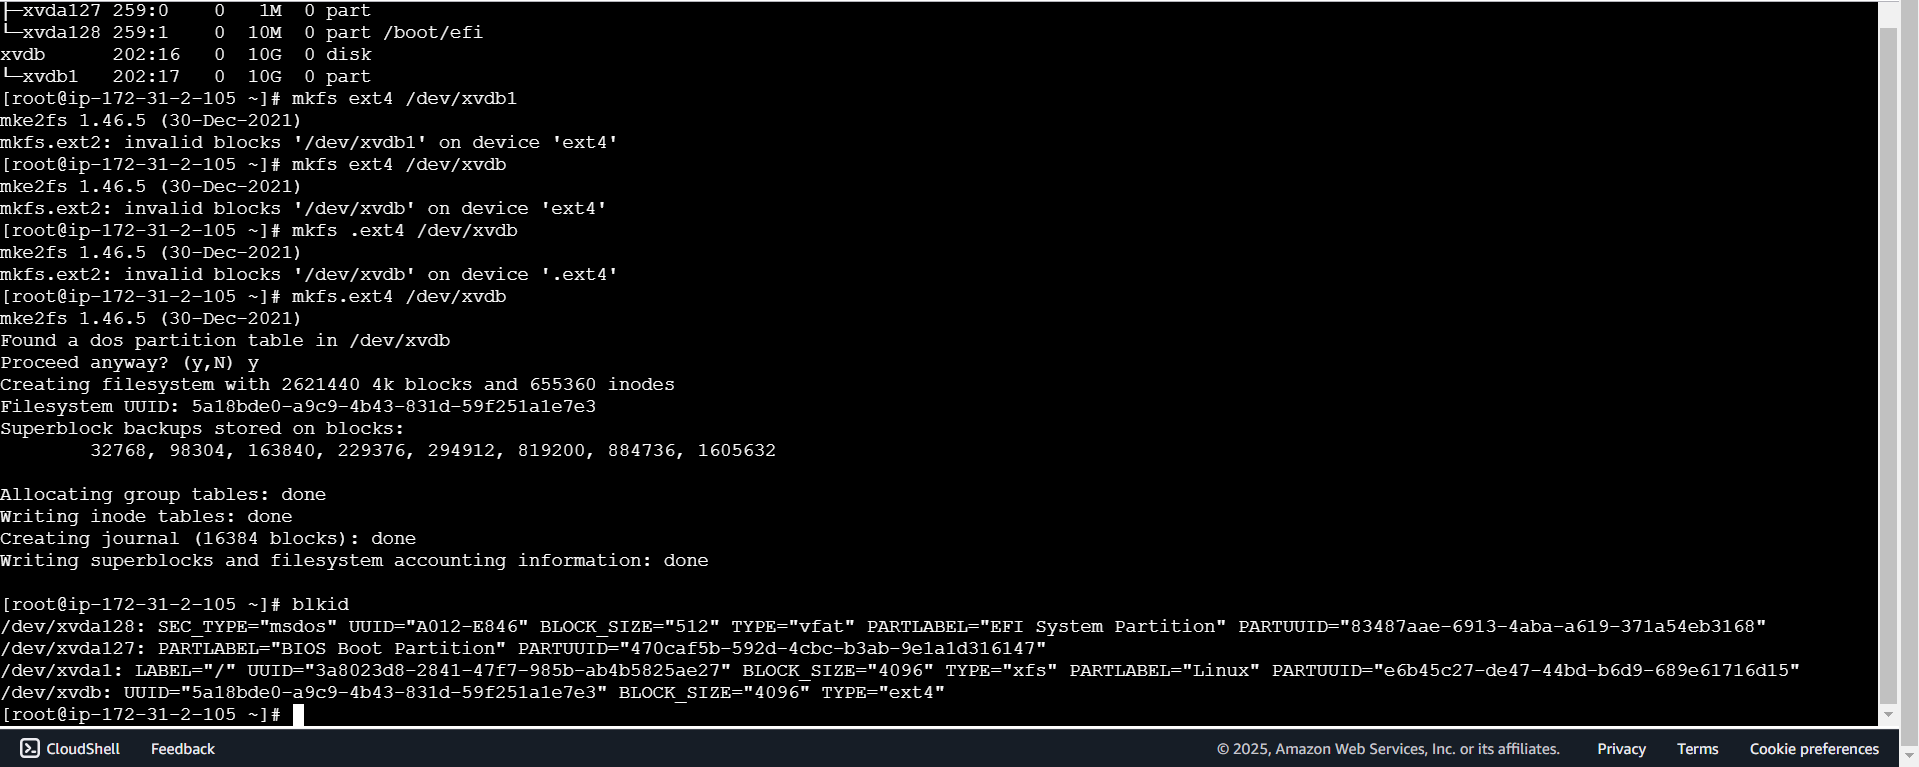 ├─xvda127 259:0    0    1M  0 part
└─xvda128 259:1    0   10M  0 part /boot/efi
xvdb      202:16   0   10G  0 disk
└─xvdb1   202:17   0   10G  0 part
[root@ip-172-31-2-105 ~]# mkfs ext4 /dev/xvdb1
mke2fs 1.46.5 (30-Dec-2021)
mkfs.ext2: invalid blocks '/dev/xvdb1' on device 'ext4'
[root@ip-172-31-2-105 ~]# mkfs ext4 /dev/xvdb
mke2fs 1.46.5 (30-Dec-2021)
mkfs.ext2: invalid blocks '/dev/xvdb' on device 'ext4'
[root@ip-172-31-2-105 ~]# mkfs .ext4 /dev/xvdb
mke2fs 1.46.5 (30-Dec-2021)
mkfs.ext2: invalid blocks '/dev/xvdb' on device '.ext4'
[root@ip-172-31-2-105 ~]# mkfs.ext4 /dev/xvdb
mke2fs 1.46.5 (30-Dec-2021)
Found a dos partition table in /dev/xvdb
Proceed anyway? (y,N) y
Creating filesystem with 2621440 4k blocks and 655360 inodes
Filesystem UUID: 5a18bde0-a9c9-4b43-831d-59f251a1e7e3
Superblock backups stored on blocks:
        32768, 98304, 163840, 229376, 294912, 819200, 884736, 1605632
Allocating group tables: done
Writing inode tables: done
Creating journal (16384 blocks): done
Writing superblocks and filesystem accounting information: done
[root@ip-172-31-2-105 ~]# blkid
/dev/xvda128: SEC_TYPE="msdos" UUID="A012-E846" BLOCK_SIZE="512" TYPE="vfat" PARTLABEL="EFI System Partition" PARTUUID="83487aae-6913-4aba-a619-371a54eb3168"
/dev/xvda127: PARTLABEL="BIOS Boot Partition" PARTUUID="470caf5b-592d-4cbc-b3ab-9e1a1d316147"
/dev/xvda1: LABEL="/" UUID="3a8023d8-2841-47f7-985b-ab4b5825ae27" BLOCK_SIZE="4096" TYPE="xfs" PARTLABEL="Linux" PARTUUID="e6b45c27-de47-44bd-b6d9-689e61716d15"
/dev/xvdb: UUID="5a18bde0-a9c9-4b43-831d-59f251a1e7e3" BLOCK_SIZE="4096" TYPE="ext4"
[root@ip-172-31-2-105 ~]#
CloudShell Feedback © 2025, Amazon Web Services, Inc. or its affiliates. Privacy Terms Cookie preferences